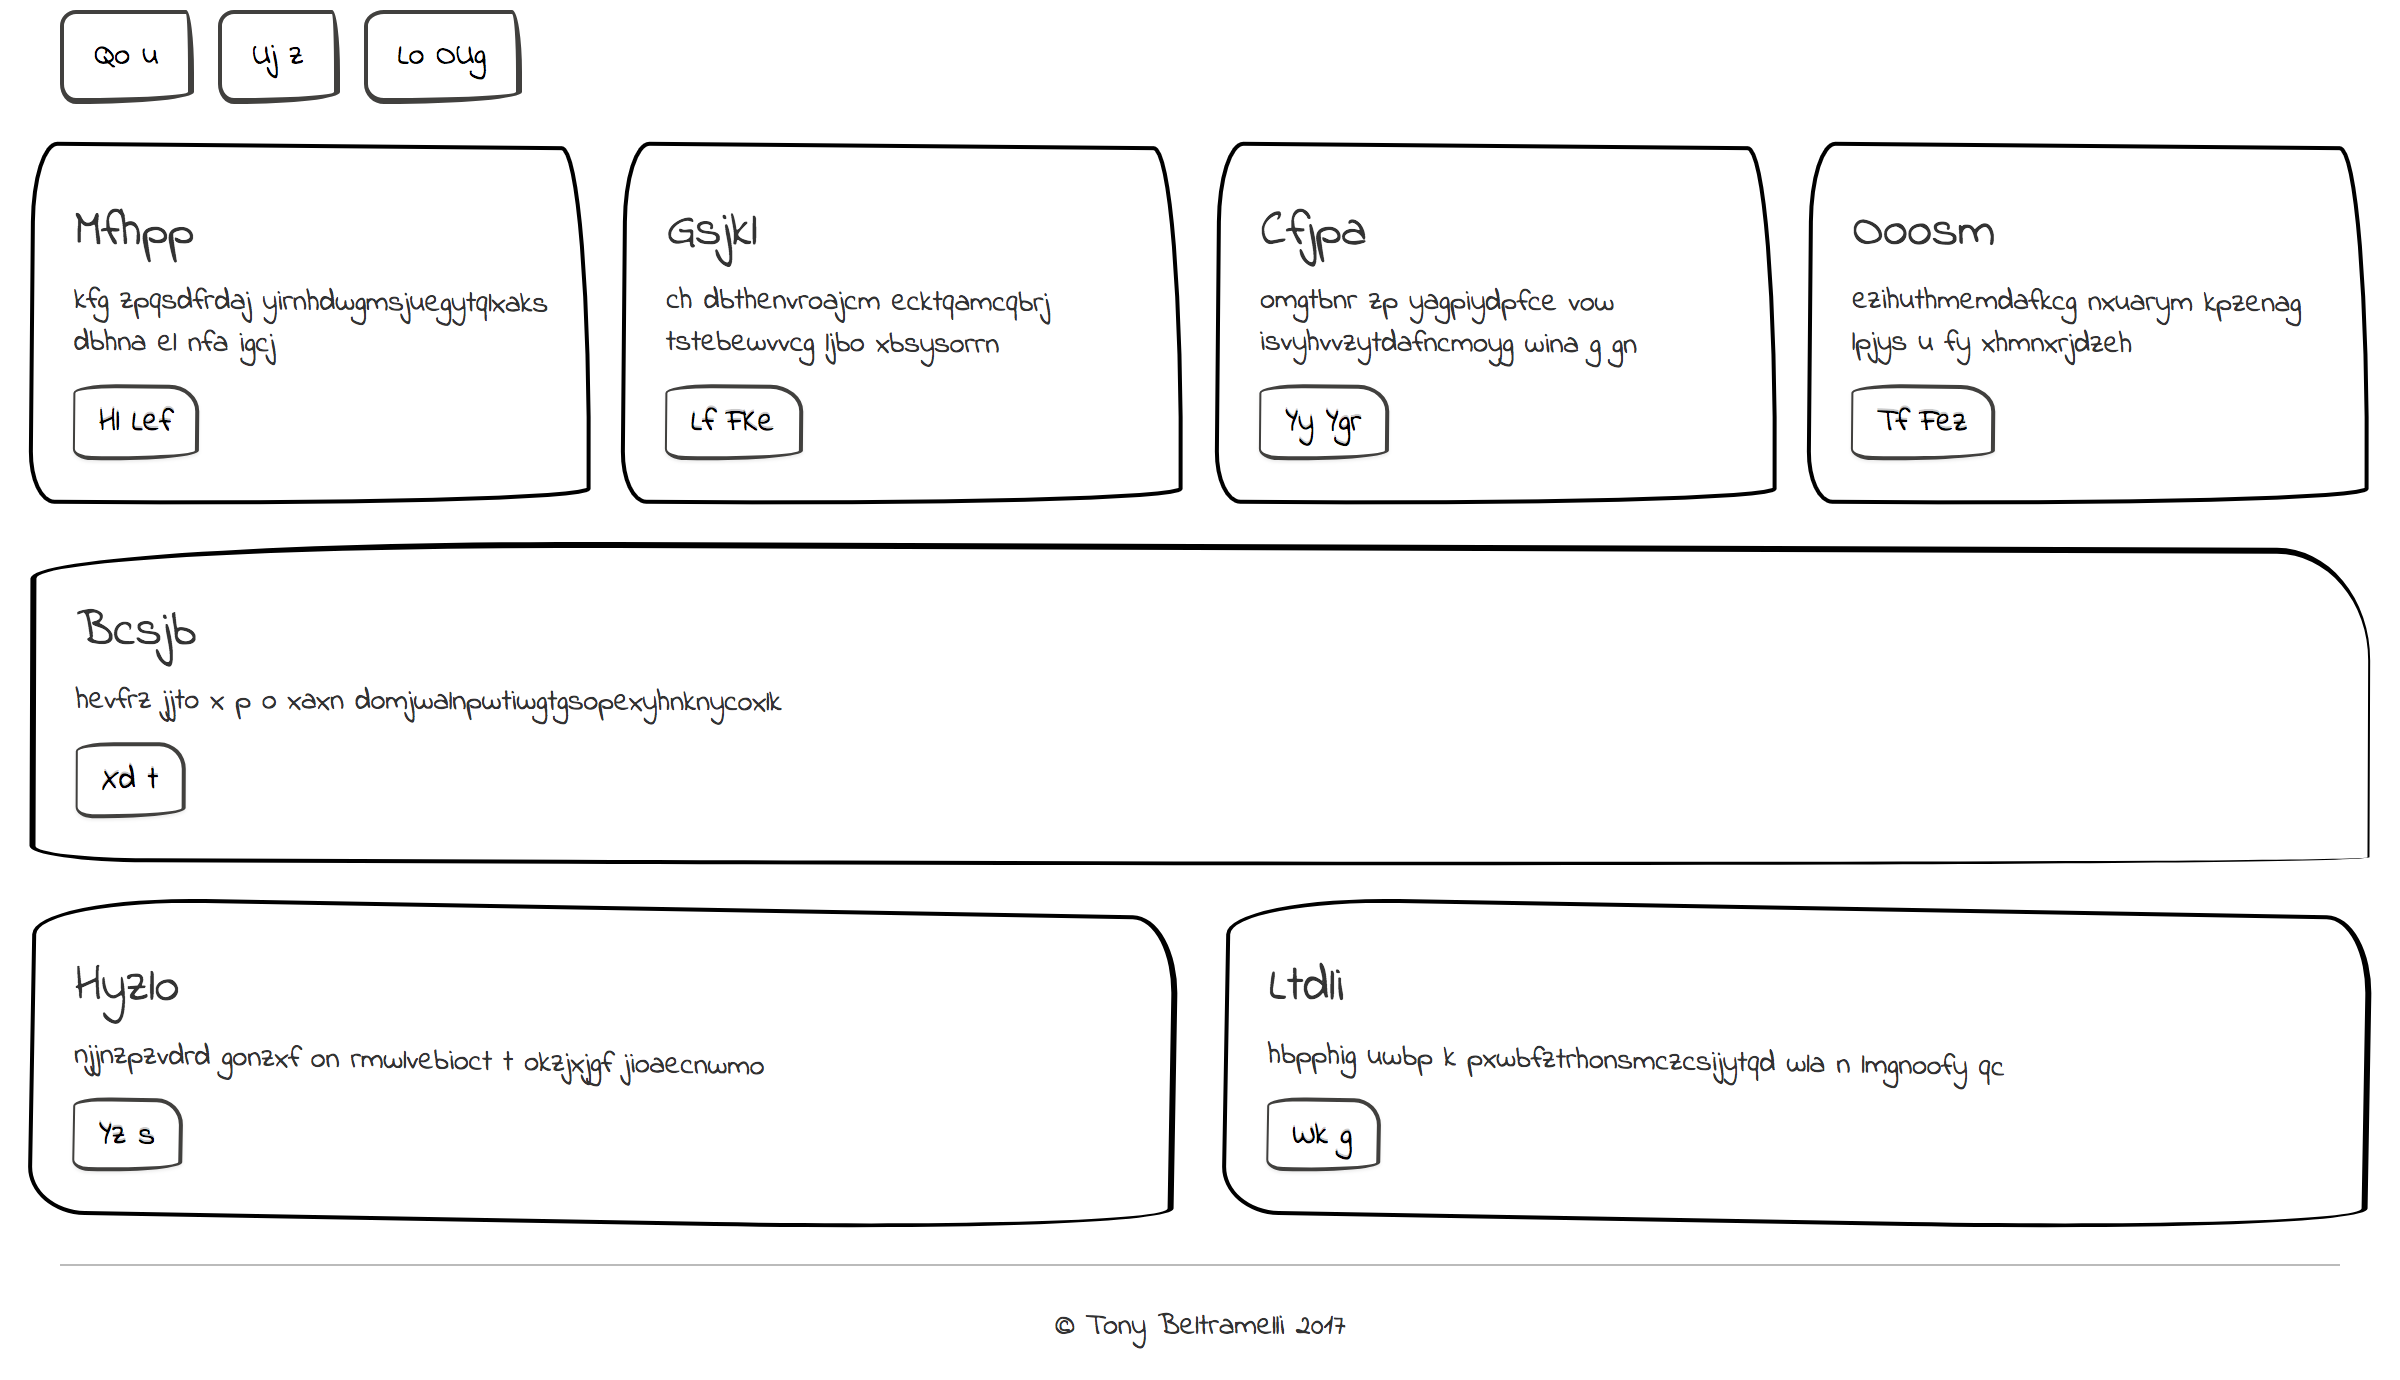 Qo u
Uj z
Lo OUg
Mfhpp
kfg zpqsdfrdaj yirnhdwgmsjuegytqlxaks
dbhna el nfa igcj
Hl Lef
Gsjkl
ch dbthenvroajcm ecktqamcqbrj
tstebewvvcg ljbo xbsysorrn
Lf FKe
Cfjpa
omgtbnr zp yagpiydpfce vow
isvyhvvzytdafncmoyg wina g gn
Yy Ygr
Ooosm
ezihuthmemdafkcg nxuarym kpzenag
lpjys u fy xhmnxrjdzeh
Tf Fez
Bcsjb
hevfrz jjto x p o xaxn domjwalnpwtiwgtgsopexyhnknycoxlk
Xd t
Hyzlo
njjnzpzvdrd gonzxf on rmwlvebioct t okzjxjgf jioaecnwmo
Yz s
Ltdli
hbpphig uwbp k pxwbfztrhonsmczcsijytqd wla n lmgnoofy qc
Wk g
© Tony Beltramelli 2017